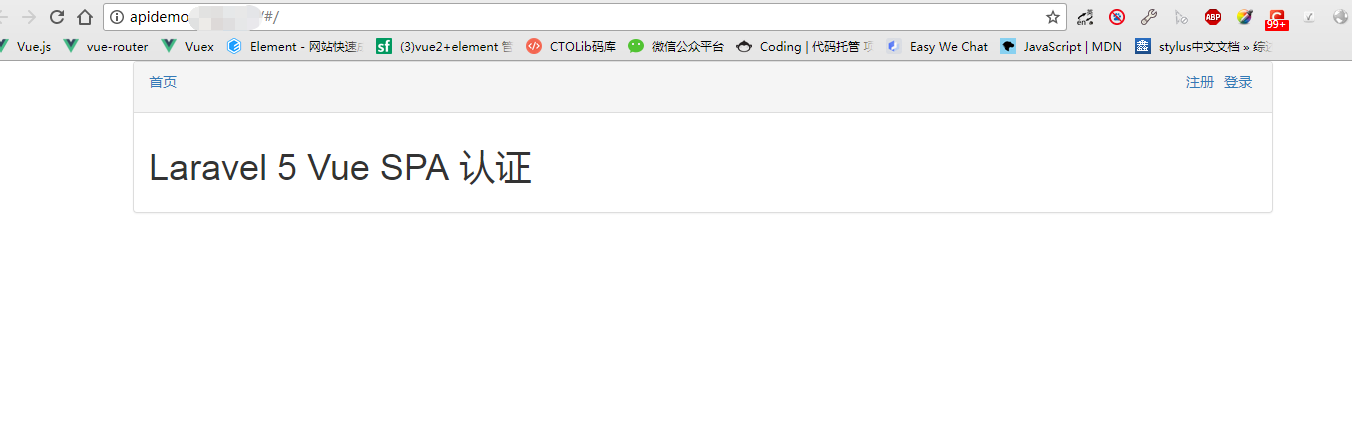 apidemo /#/
Vue.js vue-router Vuex Element - 网站快速 (3)vue2+element 管 CTOLib码库 微信公众平台 Coding | 代码托管 项 Easy We Chat JavaScript | MDN stylus中文文档 » 综
首页 注册 登录
Laravel 5 Vue SPA 认证
ABP 99+